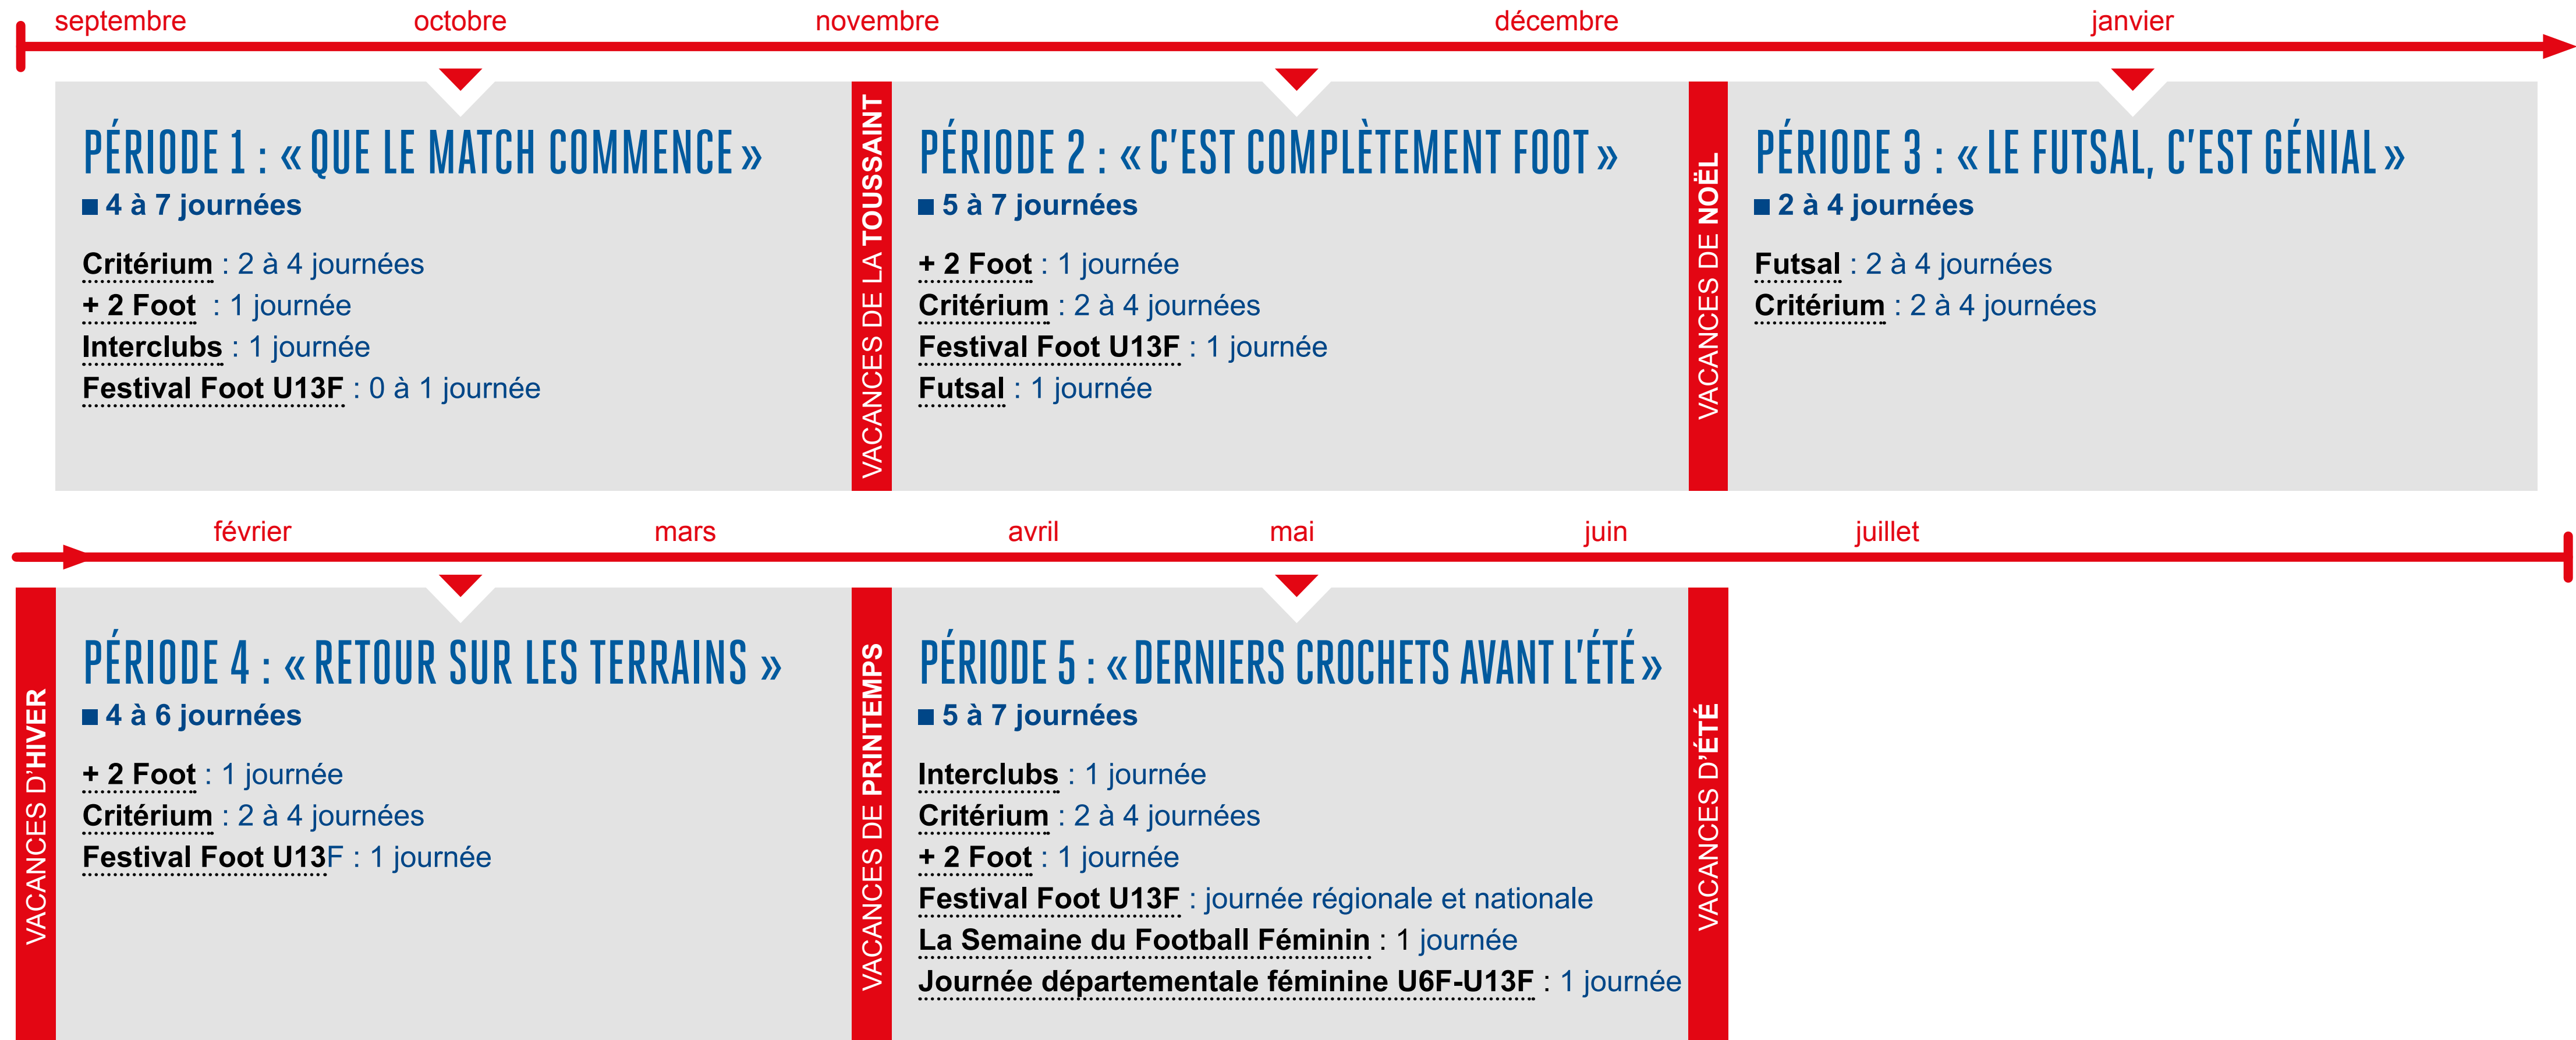 septembre octobre novembre décembre janvier
PÉRIODE 1 : « QUE LE MATCH COMMENCE »
4 à 7 journées
Critérium : 2 à 4 journées
+ 2 Foot : 1 journée
Interclubs : 1 journée
Festival Foot U13F : 0 à 1 journée
VACANCES DE LA TOUSSAINT
PÉRIODE 2 : « C'EST COMPLÈTEMENT FOOT »
5 à 7 journées
+ 2 Foot : 1 journée
Critérium : 2 à 4 journées
Festival Foot U13F : 1 journée
Futsal : 1 journée
VACANCES DE NOËL
PÉRIODE 3 : « LE FUTSAL, C'EST GÉNIAL »
2 à 4 journées
Futsal : 2 à 4 journées
Critérium : 2 à 4 journées
février mars avril mai juin juillet
VACANCES D'HIVER
PÉRIODE 4 : « RETOUR SUR LES TERRAINS »
4 à 6 journées
+ 2 Foot : 1 journée
Critérium : 2 à 4 journées
Festival Foot U13F : 1 journée
VACANCES DE PRINTEMPS
PÉRIODE 5 : « DERNIERS CROCHETS AVANT L'ÉTÉ »
5 à 7 journées
Interclubs : 1 journée
Critérium : 2 à 4 journées
+ 2 Foot : 1 journée
Festival Foot U13F : journée régionale et nationale
La Semaine du Football Féminin : 1 journée
Journée départementale féminine U6F-U13F : 1 journée
VACANCES D'ÉTÉ